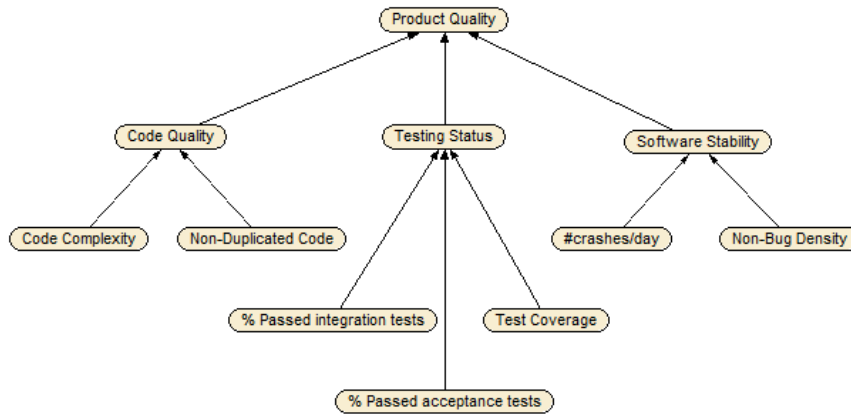 Product Quality
Code Quality
Testing Status
Software Stability
Code Complexity
Non-Duplicated Code
#crashes/day
Non-Bug Density
% Passed integration tests
Test Coverage
% Passed acceptance tests